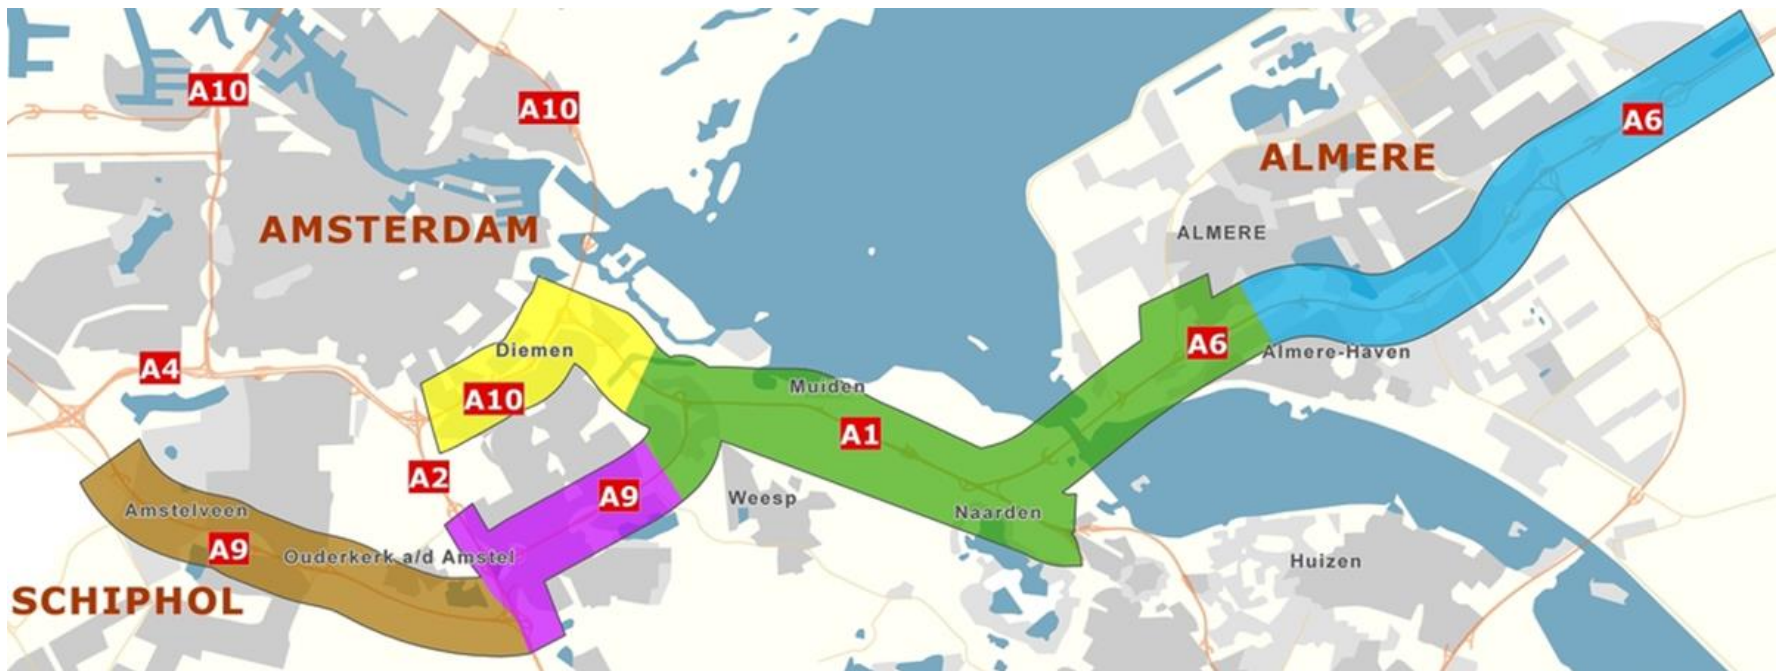 A10
A10
A6
ALMERE
AMSTERDAM
ALMERE
Diemen
A6
Almere-Haven
A4
Muiden
A10
A1
A2
A9
Weesp
Amstelveen
Naarden
A9
Ouderkerk a/d Amstel
Huizen
SCHIPHOL